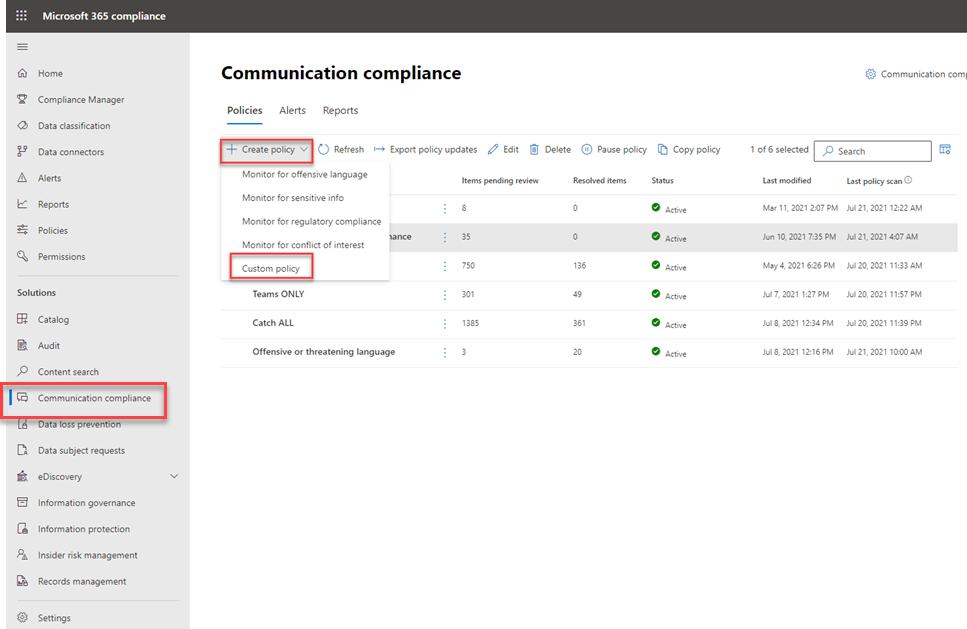 Microsoft 365 compliance
Home
Compliance Manager
Data classification
Data connectors
Alerts
Reports
Policies
Permissions
Solutions
Catalog
Audit
Content search
Communication compliance
Data loss prevention
Data subject requests
eDiscovery
Information governance
Information protection
Insider risk management
Records management
Settings
Communication compliance
Communication comp
Policies Alerts Reports
Create policy Refresh Export policy updates Edit Delete Pause policy Copy policy 1 of 6 selected Search
Monitor for offensive language
Monitor for sensitive info
Monitor for regulatory compliance
Monitor for conflict of interest
Custom policy
Items pending review Resolved items Status Last modified Last policy scan
8 0 Active Mar 11, 2021 2:07 PM Jul 21, 2021 12:22 AM
ance 35 0 Active Jun 10, 2021 7:35 PM Jul 21, 2021 4:07 AM
750 136 Active May 4, 2021 6:26 PM Jul 20, 2021 11:33 AM
Teams ONLY 301 49 Active Jul 7, 2021 1:27 PM Jul 20, 2021 11:57 PM
Catch ALL 1385 361 Active Jul 8, 2021 12:34 PM Jul 20, 2021 11:39 PM
Offensive or threatening language 3 20 Active Jul 8, 2021 12:16 PM Jul 21, 2021 10:00 AM